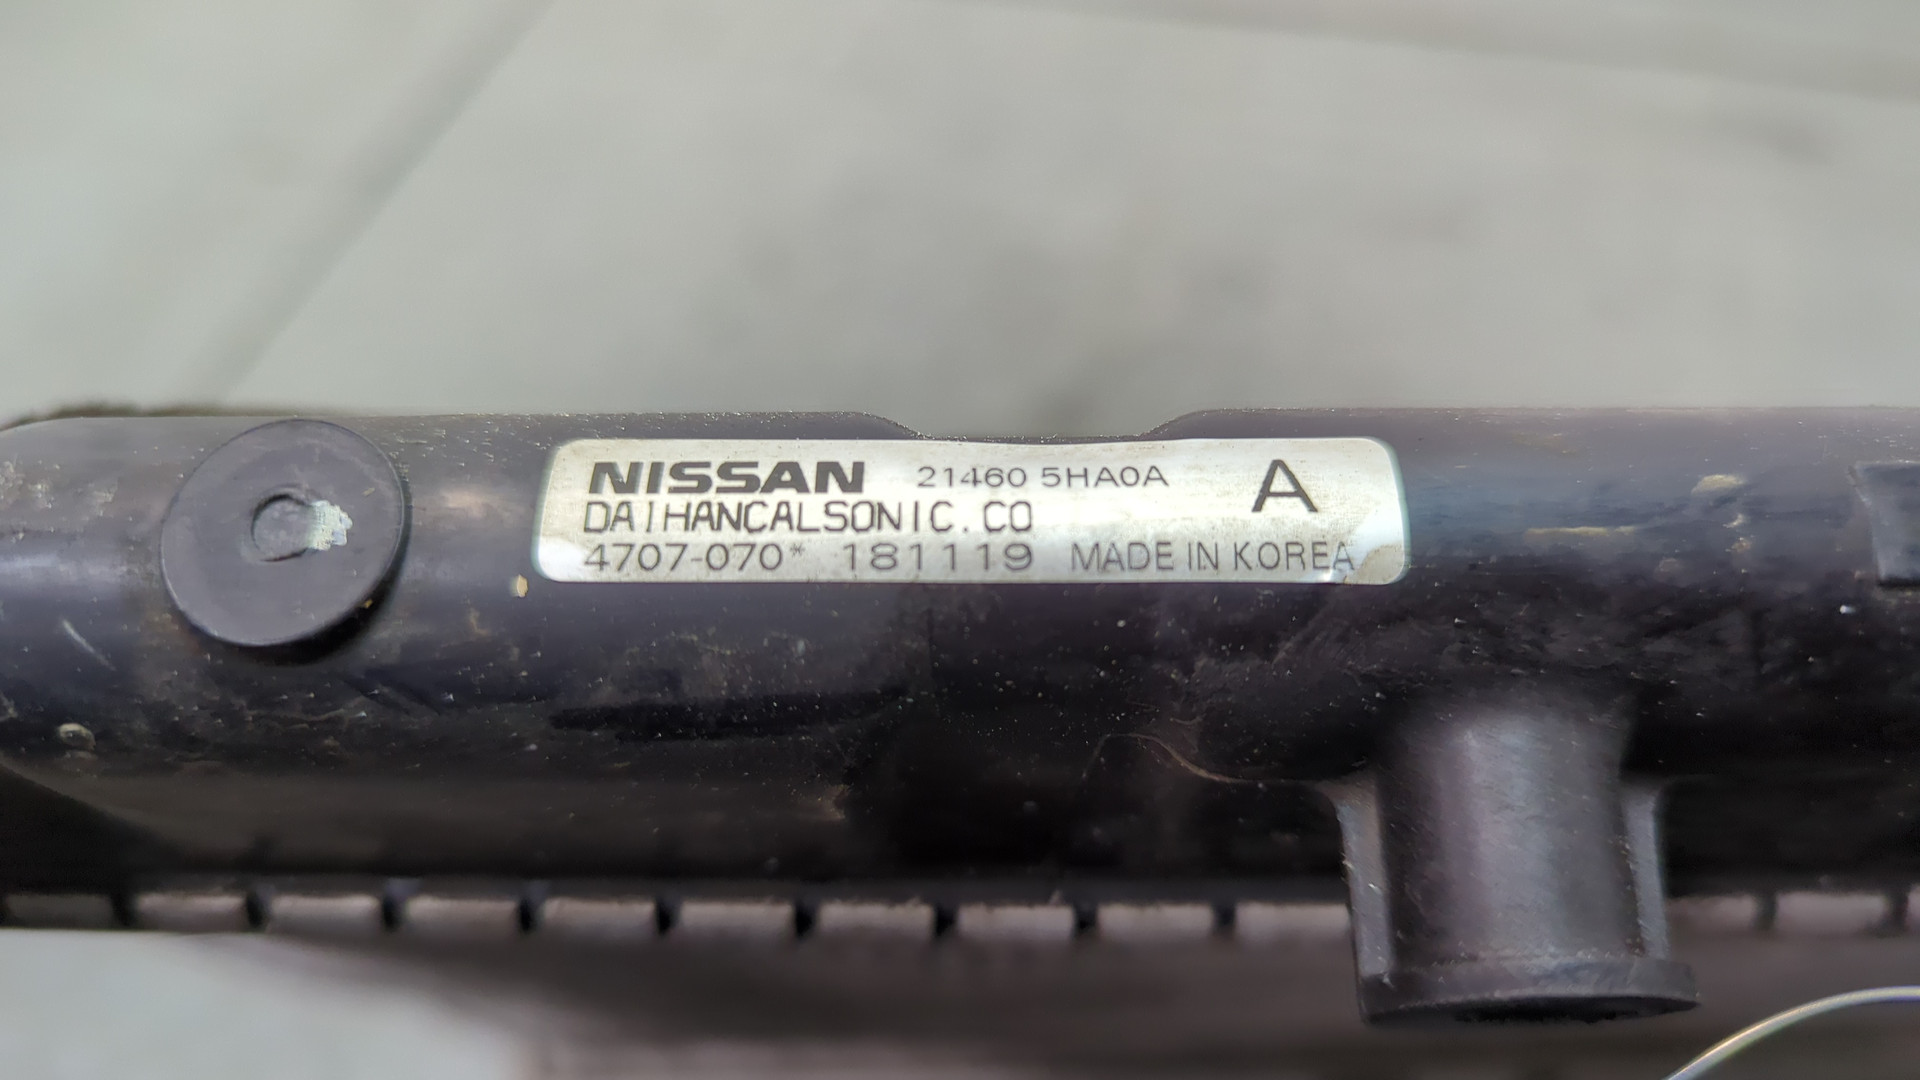 NISSAN 21460 5HA0A A
DAIHANCALSONIC.CO
4707-070* 181119 MADE IN KOREA